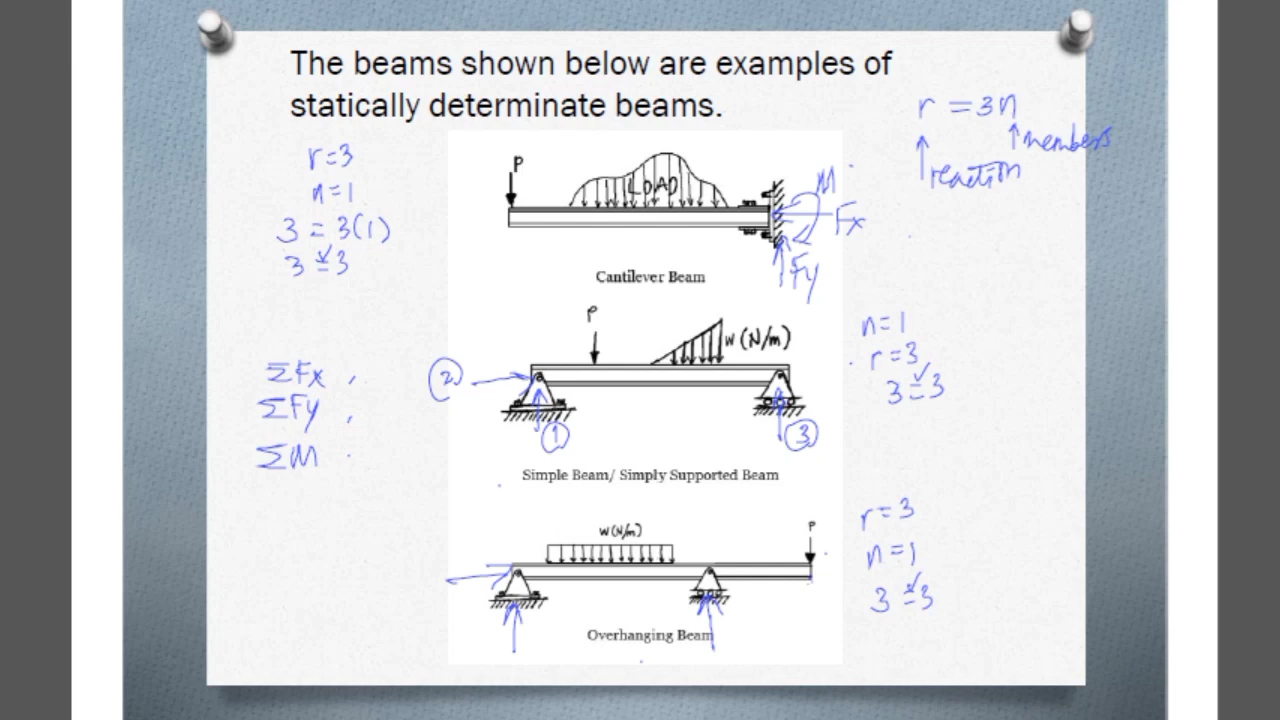 The beams shown below are examples of
statically determinate beams.
r = 3n
members
reaction
r=3
n=1
3 = 3(1)
3 = 3
P
LOAD
M
Fx
Fy
Cantilever Beam
P
W (N/m)
n=1
r=3
3 = 3
ΣFx ,
ΣFy ,
ΣM .
2
1
3
Simple Beam/ Simply Supported Beam
W(N/m)
P
r=3
n=1
3 = 3
Overhanging Beam